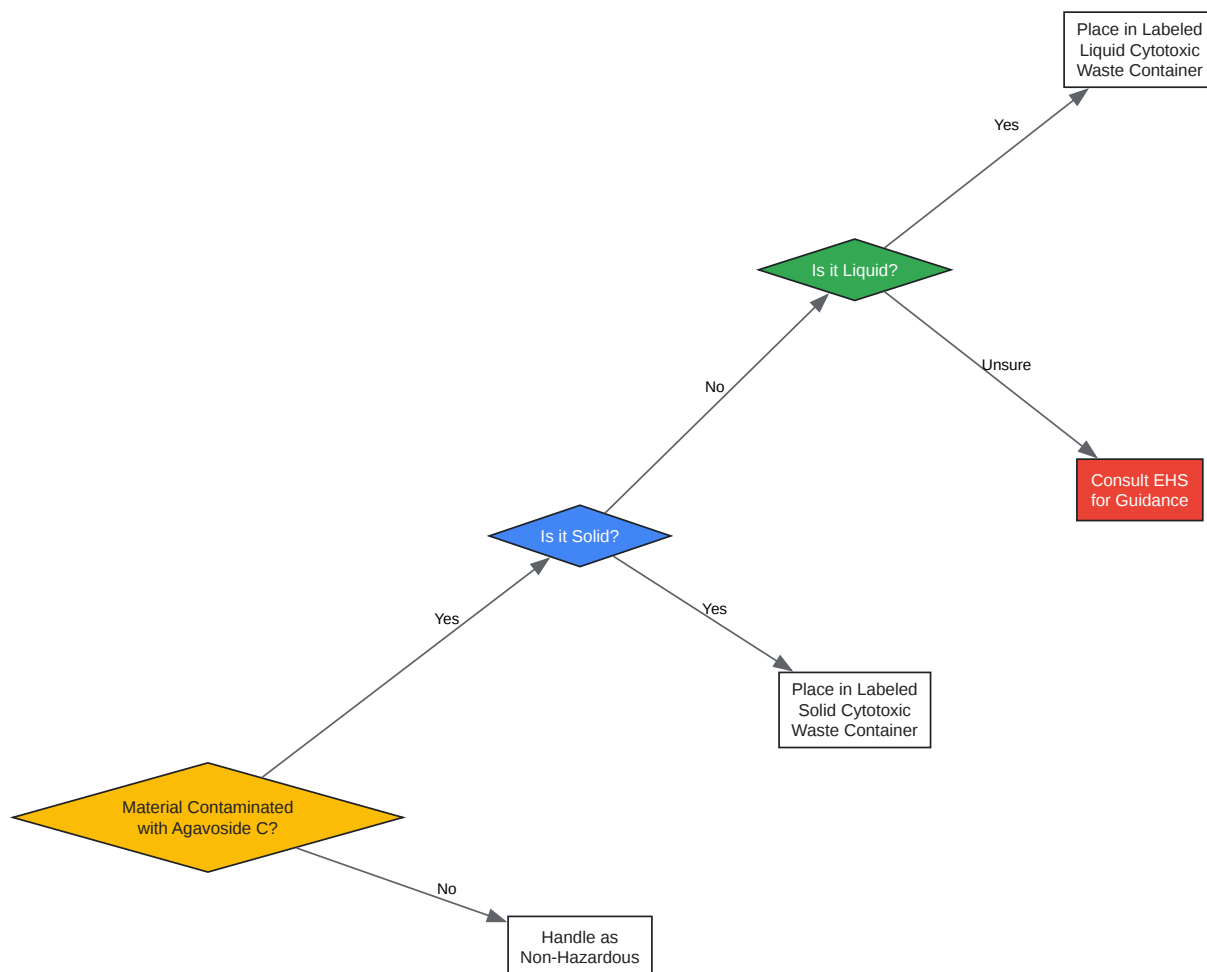 Place in Labeled
Liquid Cytotoxic
Waste Container
Yes
Is it Liquid?
Unsure
No
Consult EHS
for Guidance
Is it Solid?
Yes
Yes
Place in Labeled
Solid Cytotoxic
Waste Container
Material Contaminated
with Agavoside C?
No
Handle as
Non-Hazardous